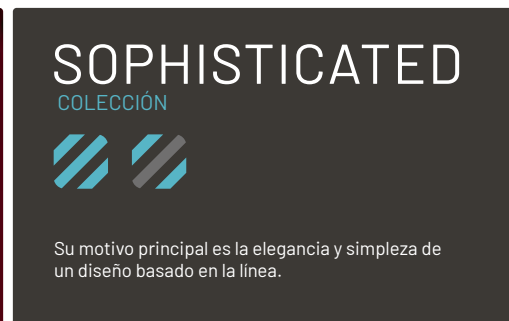 SOPHISTICATED
COLECCIÓN
Su motivo principal es la elegancia y simpleza de
un diseño basado en la línea.